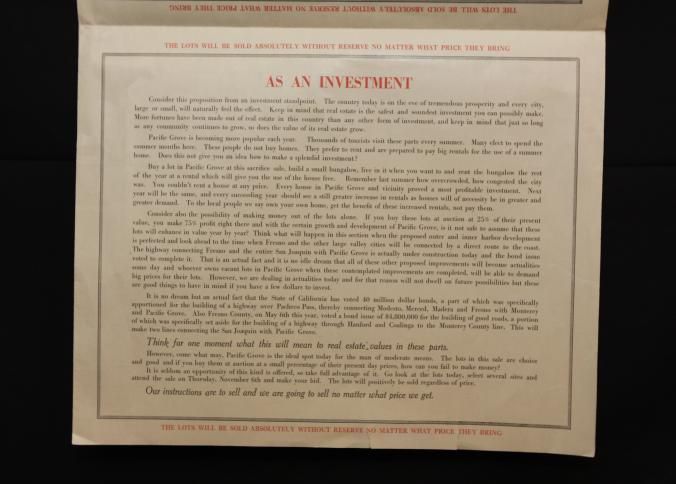 THE LOTS WILL BE SOLD ABSOLUTELY WITHOUT RESERVE NO MATTER WHAT PRICE THEY BRING
THE LOTS WILL BE SOLD ABSOLUTELY WITHOUT RESERVE NO MATTER WHAT PRICE THEY BRING
AS AN INVESTMENT
Consider this proposition from an investment standpoint. The country today is on the eve of tremendous prosperity and every city,
large or small, will naturally feel the effect. Keep in mind that real estate is the safest and soundest investment you can possibly make.
More fortunes have been made out of real estate in this country than any other form of investment, and keep in mind that just so long
as any community continues to grow, so does the value of its real estate grow.
Pacific Grove is becoming more popular each year. Thousands of tourists visit these parts every summer. Many elect to spend the
summer months here. These people do not buy homes. They prefer to rent and are prepared to pay big rentals for the use of a summer
home. Does this not give you an idea how to make a splendid investment?
Buy a lot in Pacific Grove at this sacrifice sale, build a small bungalow, live in it when you want to and rent the bungalow the rest
of the year at a rental which will give you the use of the house free. Remember last summer how overcrowded, how congested the city
was. You couldn't rent a house at any price. Every house in Pacific Grove and vicinity proved a most profitable investment. Next
year will be the same, and every succeeding year should see a still greater increase in rentals as homes will of necessity be in greater and
greater demand. To the local people we say own your own home, get the benefit of these increased rentals, not pay them.
Consider also the possibility of making money out of the lots alone. If you buy these lots at auction at 25% of their present
value, you make 75% profit right there and with the certain growth and development of Pacific Grove, is it not safe to assume that these
lots will enhance in value year by year? Think what will happen in this section when the proposed outer and inner harbor development
is perfected and look ahead to the time when Fresno and the other large valley cities will be connected by a direct route to the coast.
The highway connecting Fresno and the entire San Joaquin with Pacific Grove is actually under construction today and the bond issue
voted to complete it. That is an actual fact and it is no idle dream that all of these other proposed improvements will become actualities
some day and whoever owns vacant lots in Pacific Grove when these contemplated improvements are completed, will be able to demand
big prices for their lots. However, we are dealing in actualities today and for that reason will not dwell on future possibilities but these
are good things to have in mind if you have a few dollars to invest.
It is no dream but an actual fact that the State of California has voted 40 million dollar bonds, a part of which was specifically
apportioned for the building of a highway over Pacheco Pass, thereby connecting Modesto, Merced, Madera and Fresno with Monterey
and Pacific Grove. Also Fresno County, on May 6th this year, voted a bond issue of $4,800,000 for the building of good roads, a portion
of which was specifically set aside for the building of a highway through Hanford and Coalinga to the Monterey County line. This will
make two lines connecting the San Joaquin with Pacific Grove.
Think for one moment what this will mean to real estate values in these parts.
However, come what may, Pacific Grove is the ideal spot today for the man of moderate means. The lots in this sale are choice
and good and if you buy them at auction at a small percentage of their present day prices, how can you fail to make money?
It is seldom an opportunity of this kind is offered, so take full advantage of it. Go look at the lots today, select several sites and
attend the sale on Thursday, November 6th and make your bid. The lots will positively be sold regardless of price.
Our instructions are to sell and we are going to sell no matter what price we get.
THE LOTS WILL BE SOLD ABSOLUTELY WITHOUT RESERVE NO MATTER WHAT PRICE THEY BRING